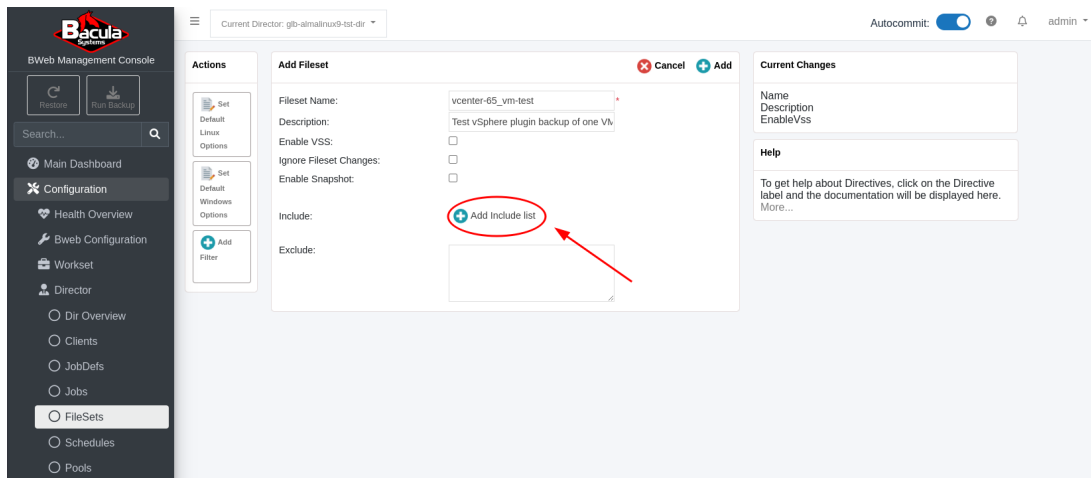 Bacula
Systems
BWeb Management Console
Restore
Run Backup
Search...
Main Dashboard
Configuration
Health Overview
Bweb Configuration
Workset
Director
Dir Overview
Clients
JobDefs
Jobs
FileSets
Schedules
Pools
Current Director: glb-almalinux9-tst-dir
Autocommit:
admin
Actions
Set
Default
Linux
Options
Set
Default
Windows
Options
Add
Filter
Add Fileset
Cancel
Add
Fileset Name:
vcenter-65_vm-test
*
Description:
Test vSphere plugin backup of one VM
Enable VSS:
Ignore Fileset Changes:
Enable Snapshot:
Include:
Add Include list
Exclude:
Current Changes
Name
Description
EnableVss
Help
To get help about Directives, click on the Directive
label and the documentation will be displayed here.
More...